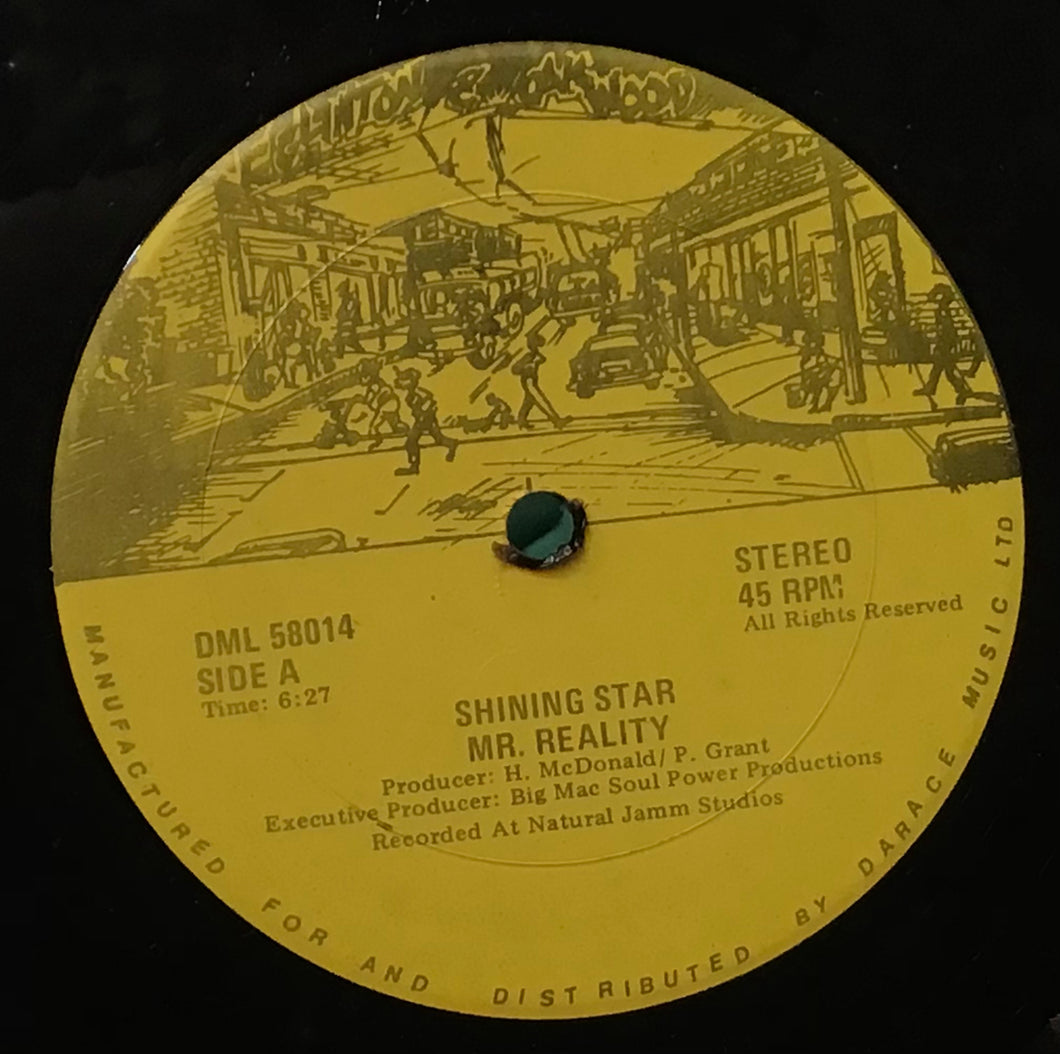 CLINTON & OAKWOOD
STEREO
45 RPM
All Rights Reserved
DML 58014
SIDE A
Time: 6:27
SHINING STAR
MR. REALITY
Producer: H. McDonald/ P. Grant
Executive Producer: Big Mac Soul Power Productions
Recorded At Natural Jamm Studios
MANUFACTURED FOR AND DISTRIBUTED BY DARACE MUSIC LTD